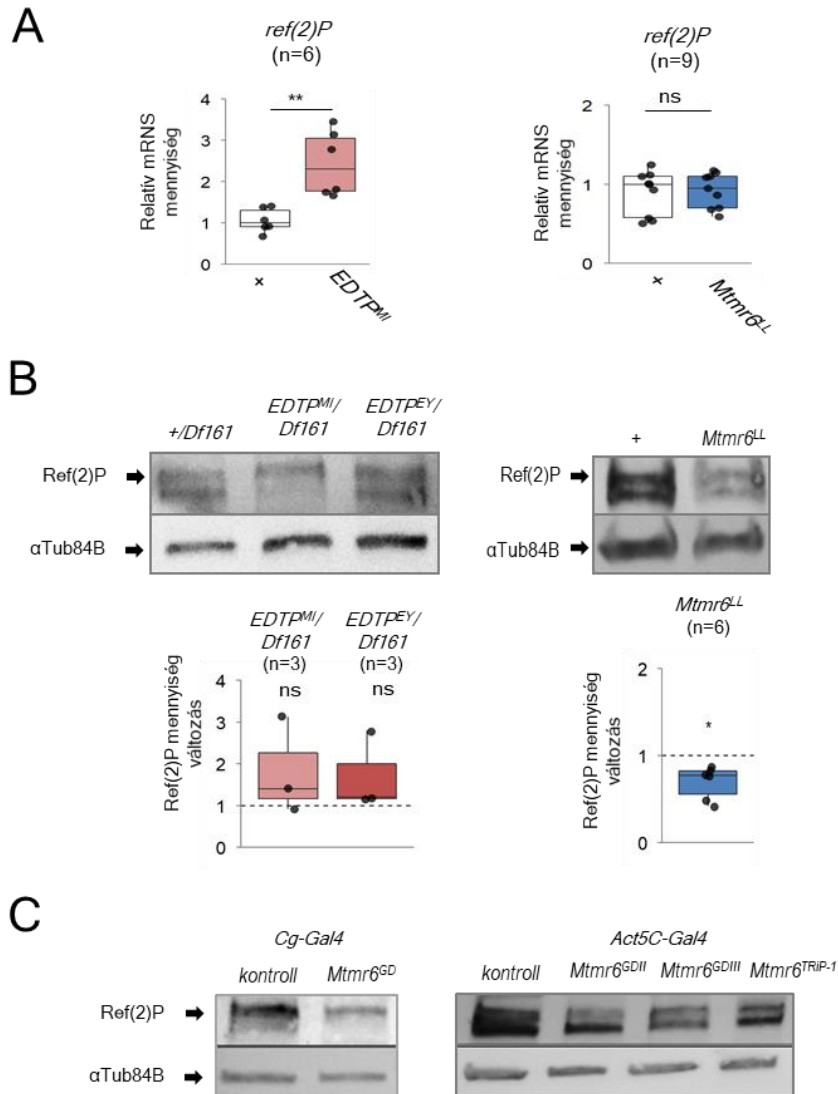 A
ref(2)P
(n=6)
**
4
3
2
1
0
Relatív mRNS
mennyiség
+
EDTP^MI
ref(2)P
(n=9)
ns
2
1
0
Relatív mRNS
mennyiség
+
Mtmr6^LL
B
+/Df161
EDTP^MI/
Df161
EDTP^EY/
Df161
Ref(2)P
αTub84B
+
Mtmr6^LL
Ref(2)P
αTub84B
EDTP^MI/
Df161
(n=3)
ns
EDTP^EY/
Df161
(n=3)
ns
4
3
2
1
0
Ref(2)P mennyiség
változás
Mtmr6^LL
(n=6)
*
2
1
0
Ref(2)P mennyiség
változás
C
Cg-Gal4
kontroll Mtmr6^GD
Ref(2)P
αTub84B
Act5C-Gal4
kontroll Mtmr6^GDII Mtmr6^GDIII Mtmr6^TRiP-1